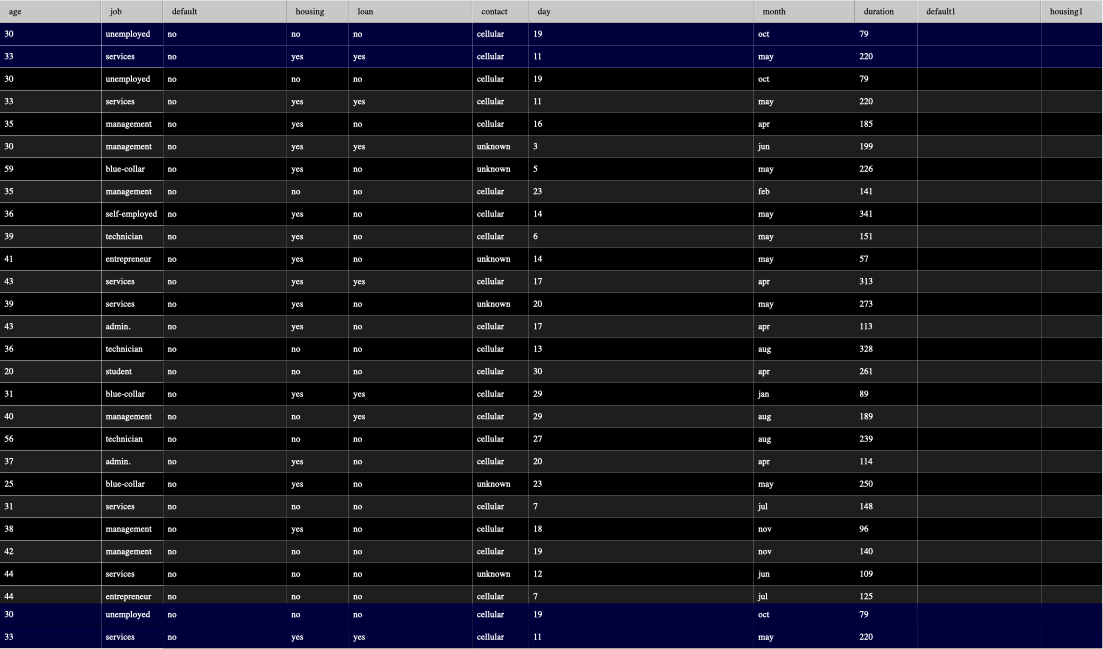 age job default housing loan contact day month duration default1 housing1
30 unemployed no no no cellular 19 oct 79
33 services no yes yes cellular 11 may 220
30 unemployed no no no cellular 19 oct 79
33 services no yes yes cellular 11 may 220
35 management no yes no cellular 16 apr 185
30 management no yes yes unknown 3 jun 199
59 blue-collar no yes no unknown 5 may 226
35 management no no no cellular 23 feb 141
36 self-employed no yes no cellular 14 may 341
39 technician no yes no cellular 6 may 151
41 entrepreneur no yes no unknown 14 may 57
43 services no yes yes cellular 17 apr 313
39 services no yes no unknown 20 may 273
43 admin. no yes no cellular 17 apr 113
36 technician no no no cellular 13 aug 328
20 student no no no cellular 30 apr 261
31 blue-collar no yes yes cellular 29 jan 89
40 management no no yes cellular 29 aug 189
56 technician no no no cellular 27 aug 239
37 admin. no yes no cellular 20 apr 114
25 blue-collar no yes no unknown 23 may 250
31 services no no no cellular 7 jul 148
38 management no yes no cellular 18 nov 96
42 management no no no cellular 19 nov 140
44 services no no no unknown 12 jun 109
44 entrepreneur no no no cellular 7 jul 125
30 unemployed no no no cellular 19 oct 79
33 services no yes yes cellular 11 may 220